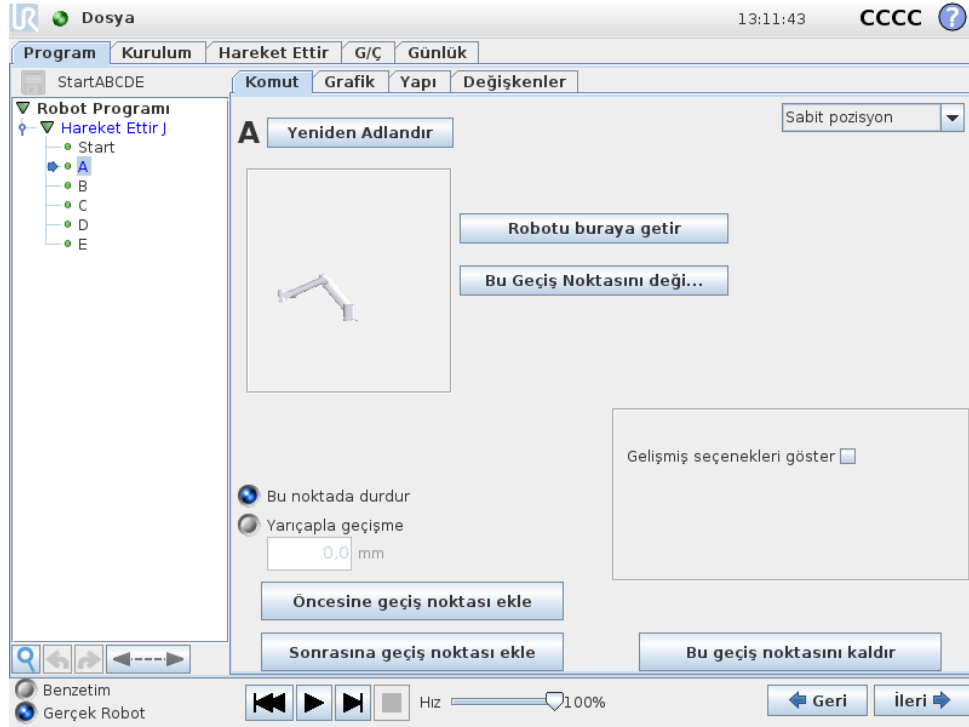 UR Dosya 13:11:43 CCCC ?
Program Kurulum Hareket Ettir G/Ç Günlük
StartABCDE Komut Grafik Yapı Değişkenler
Robot Programı
Hareket Ettir J
Start
A
B
C
D
E
A Yeniden Adlandır Sabit pozisyon
Robotu buraya getir
Bu Geçiş Noktasını deği...
Gelişmiş seçenekleri göster
Bu noktada durdur
Yarıçapla geçişme
0,0 mm
Öncesine geçiş noktası ekle
Sonrasına geçiş noktası ekle Bu geçiş noktasını kaldır
Benzetim
Gerçek Robot
Hız 100% Geri İleri